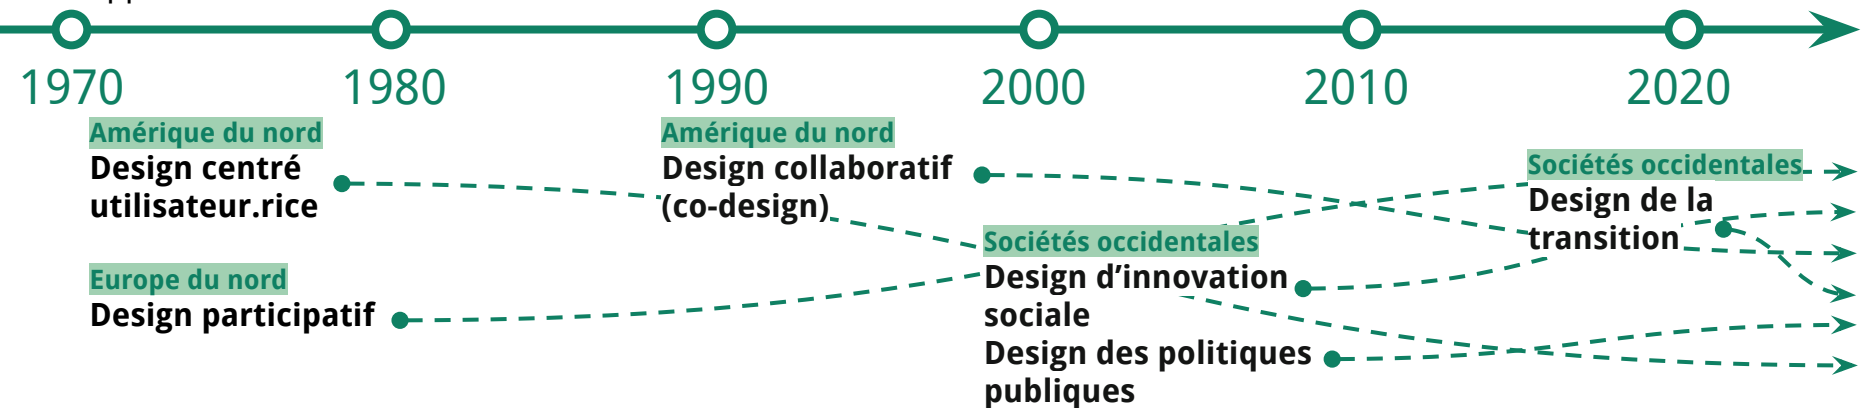 1970
1980
1990
2000
2010
2020
Amérique du nord
Design centré
utilisateur.rice
Europe du nord
Design participatif
Amérique du nord
Design collaboratif
(co-design)
Sociétés occidentales
Design d’innovation
sociale
Design des politiques
publiques
Sociétés occidentales
Design de la
transition